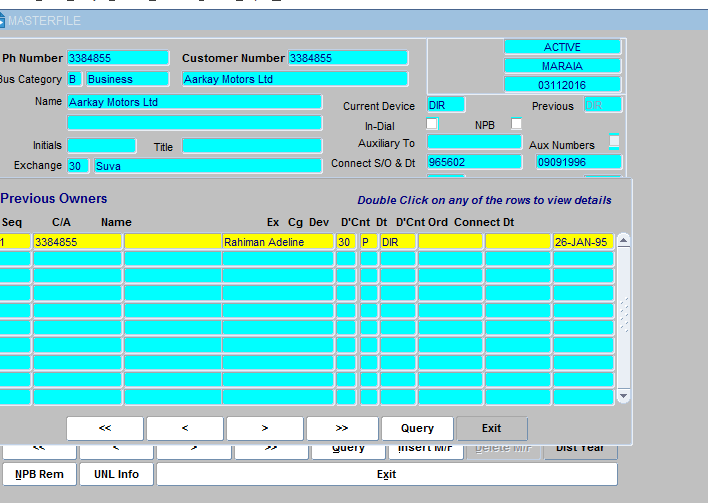 MASTERFILE
ACTIVE
Ph Number 3384855 Customer Number 3384855
MARAIA
Bus Category B Business Aarkay Motors Ltd
03112016
Name Aarkay Motors Ltd
Current Device DIR Previous DIR
In-Dial NPB
Initials Title
Auxiliary To Aux Numbers
Exchange 30 Suva
Connect S/O & Dt 965602 09091996
Previous Owners
Double Click on any of the rows to view details
Seq C/A Name Ex Cg Dev D'Cnt Dt D'Cnt Ord Connect Dt
1 3384855 Rahiman Adeline 30 P DIR 26-JAN-95
<< < > >> Query Exit
<< < > >> Query Insert M/F Delete M/F Dist Year
NPB Rem UNL Info Exit